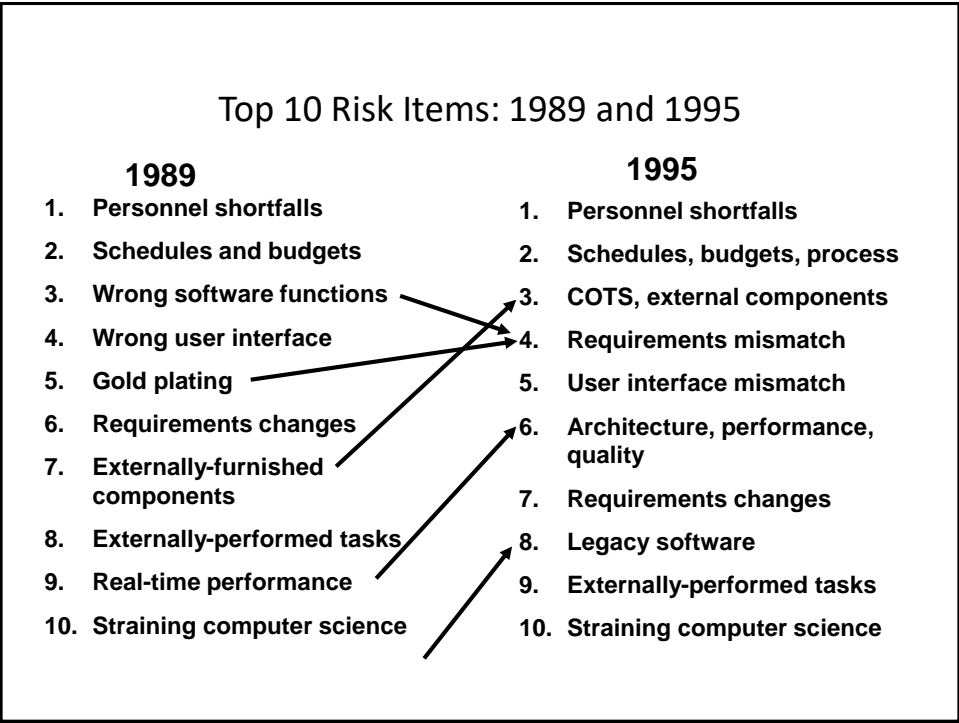 Top 10 Risk Items: 1989 and 1995
1989
1. Personnel shortfalls
2. Schedules and budgets
3. Wrong software functions
4. Wrong user interface
5. Gold plating
6. Requirements changes
7. Externally-furnished
components
8. Externally-performed tasks
9. Real-time performance
10. Straining computer science
1995
1. Personnel shortfalls
2. Schedules, budgets, process
3. COTS, external components
4. Requirements mismatch
5. User interface mismatch
6. Architecture, performance,
quality
7. Requirements changes
8. Legacy software
9. Externally-performed tasks
10. Straining computer science